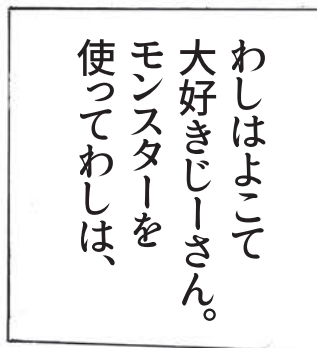 わしはよこて
大好きじーさん。
モンスターを
使ってわしは、